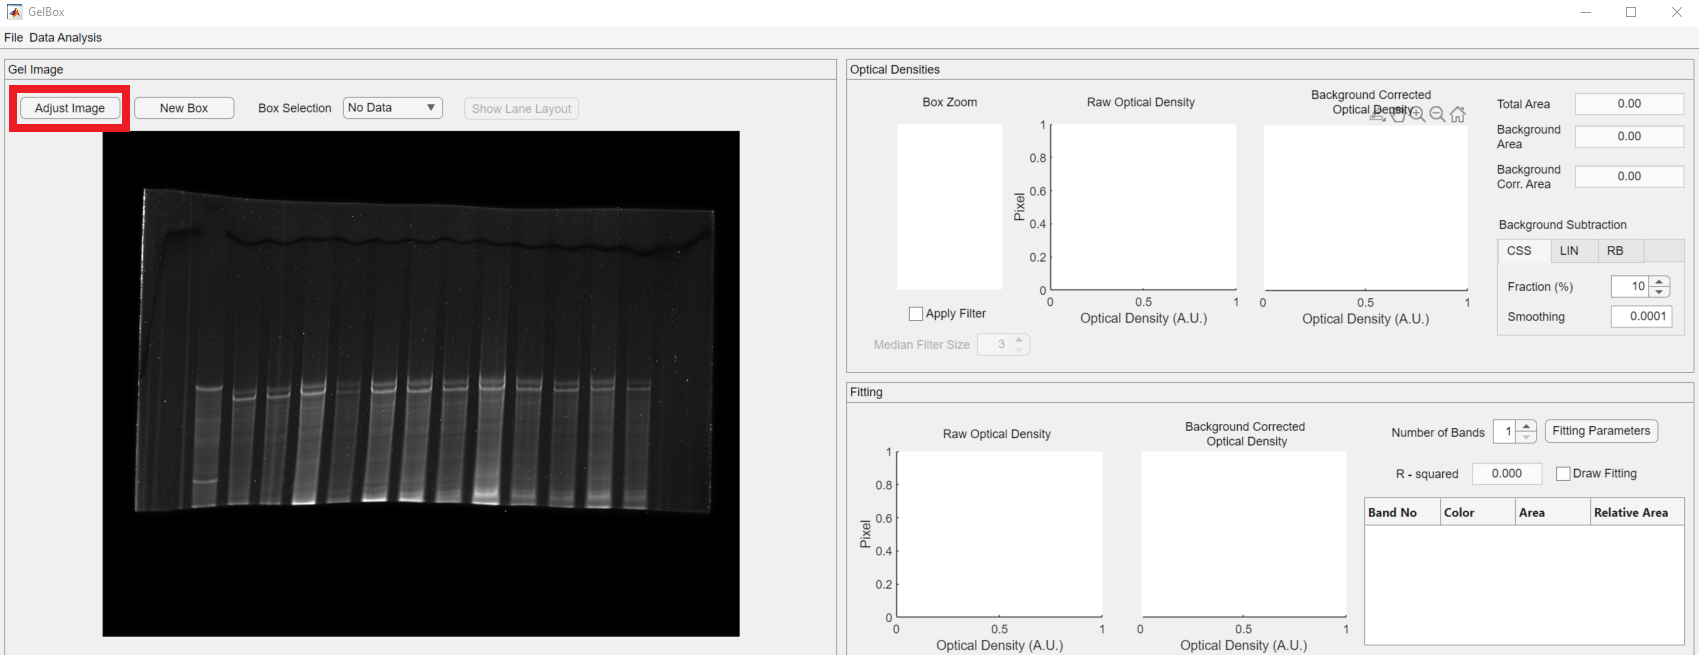 GelBox
File Data Analysis
Gel Image
Adjust Image
New Box
Box Selection
No Data
Show Lane Layout
Optical Densities
Box Zoom
Raw Optical Density
Background Corrected
Optical Density
1
0.8
0.6
0.4
0.2
0
Pixel
0
0.5
1
Optical Density (A.U.)
0
0.5
1
Optical Density (A.U.)
Apply Filter
Median Filter Size
3
Total Area
0.00
Background
Area
0.00
Background
Corr. Area
0.00
Background Subtraction
CSS
LIN
RB
Fraction (%)
10
Smoothing
0.0001
Fitting
Raw Optical Density
1
0.8
0.6
0.4
0.2
0
Pixel
0
0.5
1
Optical Density (A.U.)
Background Corrected
Optical Density
0
0.5
1
Optical Density (A.U.)
Number of Bands
1
Fitting Parameters
R - squared
0.000
Draw Fitting
Band No
Color
Area
Relative Area